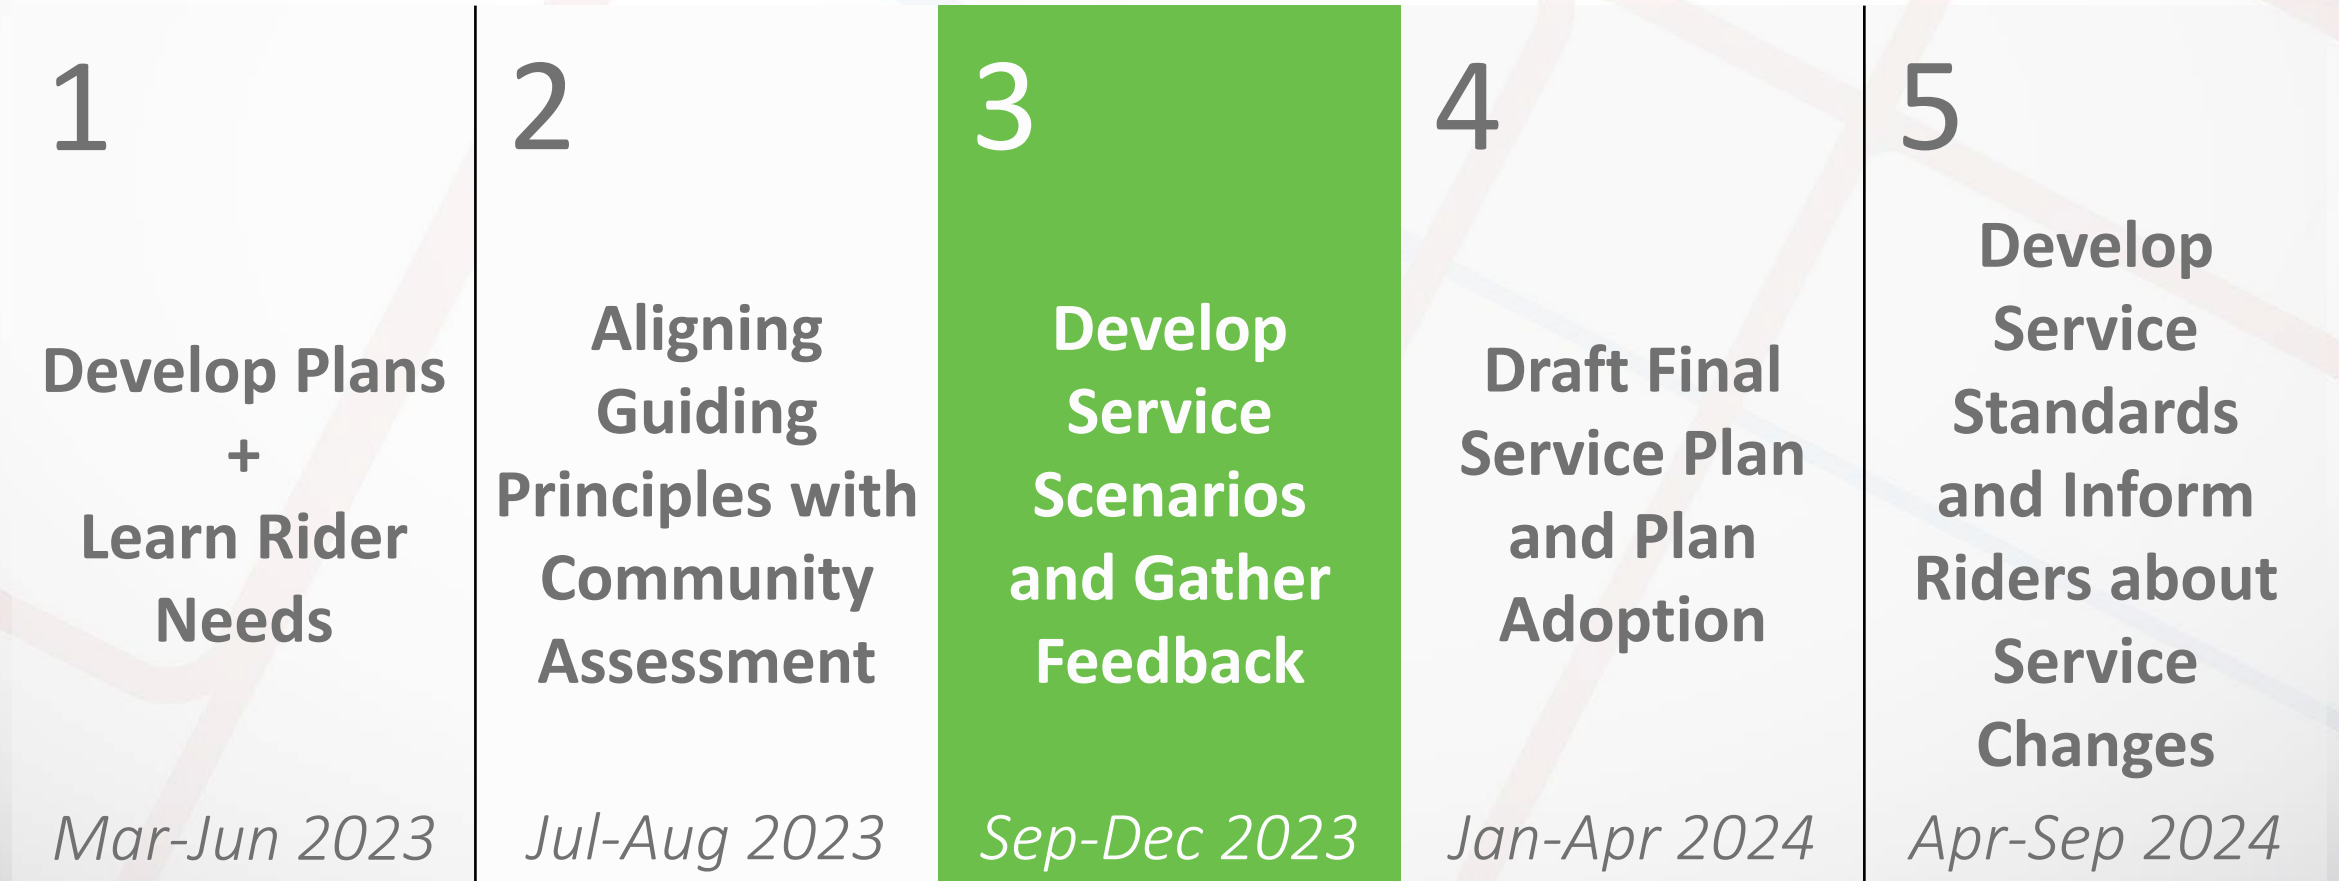 1
Develop Plans
+
Learn Rider
Needs
Mar-Jun 2023
2
Aligning
Guiding
Principles with
Community
Assessment
Jul-Aug 2023
3
Develop
Service
Scenarios
and Gather
Feedback
Sep-Dec 2023
4
Draft Final
Service Plan
and Plan
Adoption
Jan-Apr 2024
5
Develop
Service
Standards
and Inform
Riders about
Service
Changes
Apr-Sep 2024